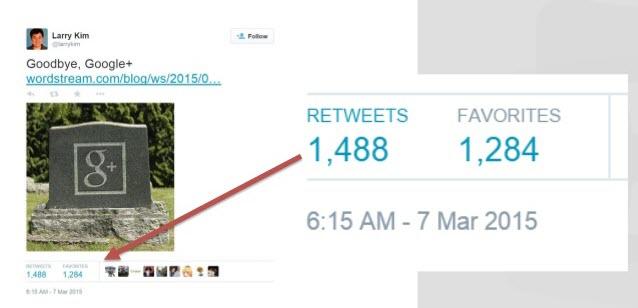 Larry Kim
@larrykim
Follow
Goodbye, Google+
wordstream.com/blog/ws/2015/0...
g+
RETWEETS FAVORITES
1,488 1,284
6:15 AM - 7 Mar 2015
RETWEETS FAVORITES
1,488 1,284
6:15 AM - 7 Mar 2015